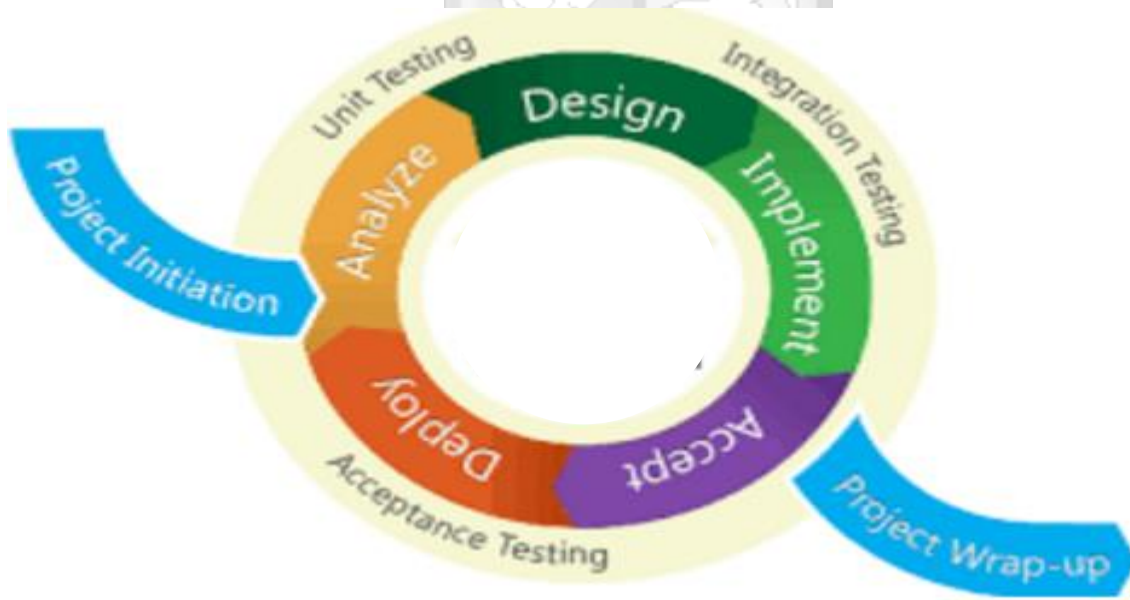 Project Initiation
Unit Testing
Integration Testing
Analyze
Design
Implement
Accept
Deploy
Acceptance Testing
Project Wrap-up